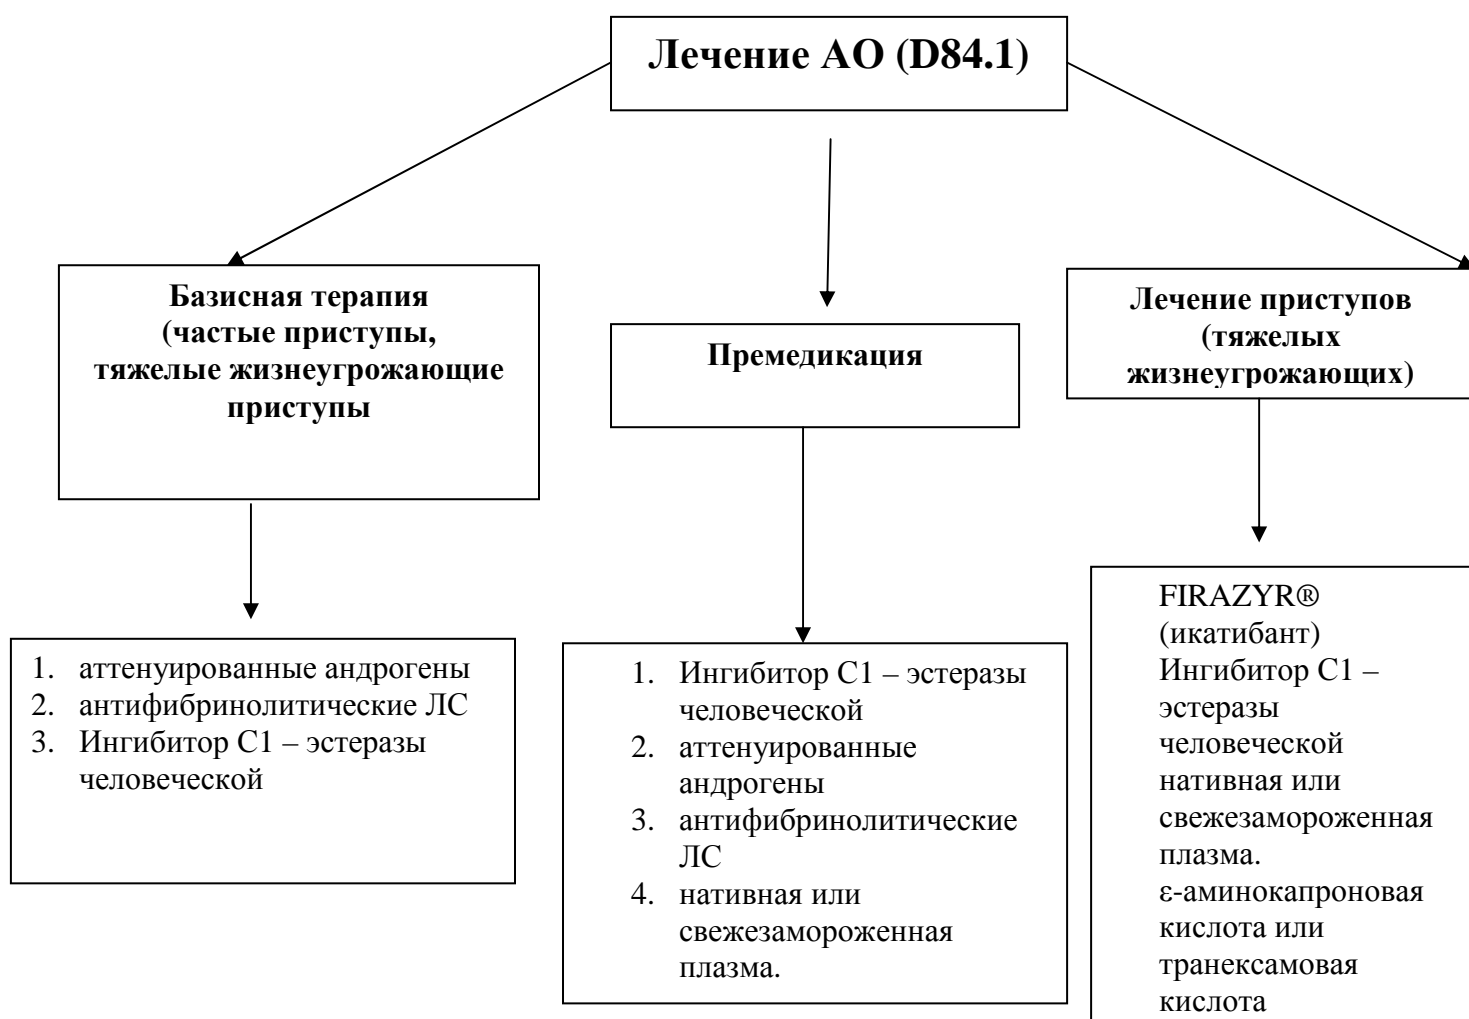 Лечение АО (D84.1)
Базисная терапия
(частые приступы,
тяжелые жизнеугрожающие
приступы
Премедикация
Лечение приступов
(тяжелых
жизнеугрожающих)
1. аттенуированные андрогены
2. антифибринолитические ЛС
3. Ингибитор С1 – эстеразы
человеческой
1. Ингибитор С1 – эстеразы
человеческой
2. аттенуированные
андрогены
3. антифибринолитические
ЛС
4. нативная или
свежезамороженная
плазма.
FIRAZYR®
(икатибант)
Ингибитор С1 –
эстеразы
человеческой
нативная или
свежезамороженная
плазма.
ε-аминокапроновая
кислота или
транексамовая
кислота